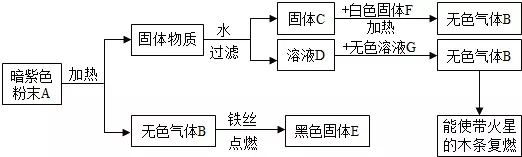 暗紫色
粉末A
加热
固体物质
水
过滤
固体C
+白色固体F
加热
无色气体B
溶液D
+无色溶液G
无色气体B
无色气体B
铁丝
点燃
黑色固体E
能使带火星
的木条复燃